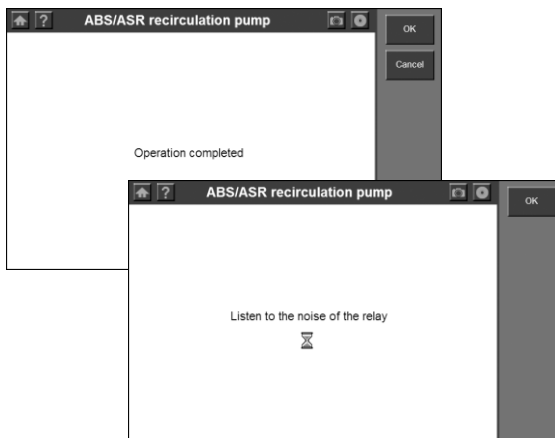 ? ABS/ASR recirculation pump
OK
Cancel
Operation completed
? ABS/ASR recirculation pump
OK
Listen to the noise of the relay